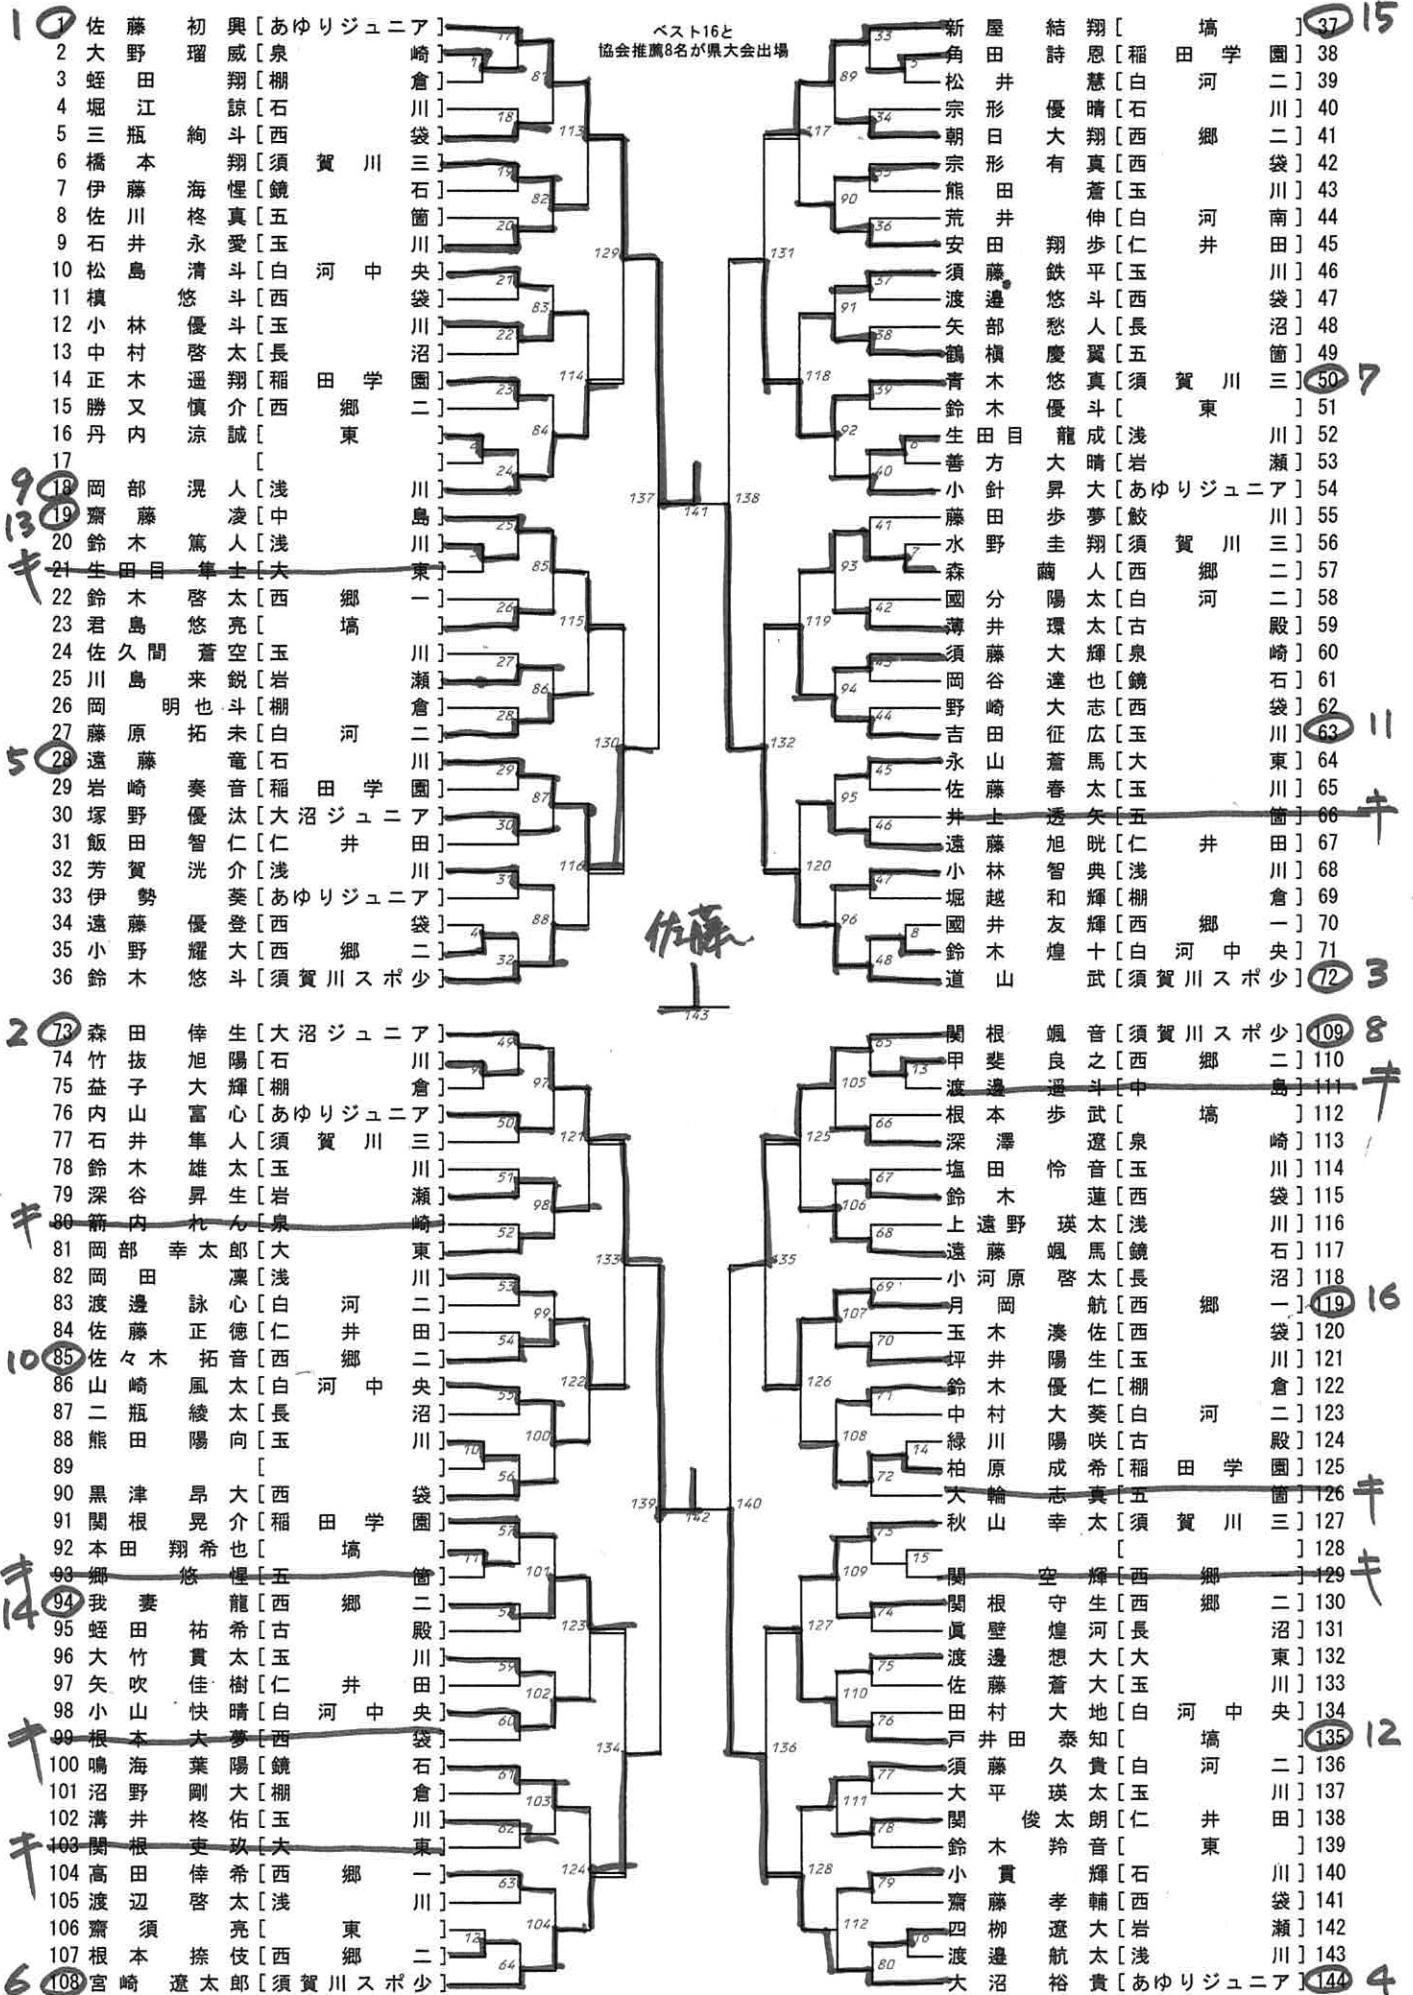 ベスト16と
協会推薦8名が県大会出場
1 1 佐藤 初興 [あゆりジュニア]
2 大野 瑠威 [泉崎]
3 蛭田 翔 [棚倉]
4 堀江 諒 [石川]
5 三瓶 絢斗 [西袋]
6 橋本 翔 [須賀川三]
7 伊藤 海惺 [鏡石]
8 佐川 柊真 [五箇]
9 石井 永愛 [玉川]
10 松島 清斗 [白河中央]
11 槙 悠斗 [西袋]
12 小林 優斗 [玉川]
13 中村 啓太 [長沼]
14 正木 遥翔 [稲田学園]
15 勝又 慎介 [西郷二]
16 丹内 涼誠 [東]
17 [ ]
9 18 岡部 滉人 [浅川]
13 19 齋藤 凌 [中島]
20 鈴木 篤人 [浅川]
キ 21 生田目 隼士 [大東]
22 鈴木 啓太 [西郷一]
23 君島 悠亮 [塙]
24 佐久間 蒼空 [玉川]
25 川島 来鋭 [岩瀬]
26 岡 明也斗 [棚倉]
27 藤原 拓未 [白河二]
5 28 遠藤 竜 [石川]
29 岩崎 奏音 [稲田学園]
30 塚野 優汰 [大沼ジュニア]
31 飯田 智仁 [仁井田]
32 芳賀 洸介 [浅川]
33 伊勢 葵 [あゆりジュニア]
34 遠藤 優登 [西袋]
35 小野 耀大 [西郷二]
36 鈴木 悠斗 [須賀川スポ少]
新屋 結翔 [塙] 37 15
角田 詩恩 [稲田学園] 38
松井 慧 [白河二] 39
宗形 優晴 [石川] 40
朝日 大翔 [西郷二] 41
宗形 有真 [西袋] 42
熊田 蒼 [玉川] 43
荒井 伸 [白河南] 44
安田 翔歩 [仁井田] 45
須藤 鉄平 [玉川] 46
渡邉 悠斗 [西袋] 47
矢部 愁人 [長沼] 48
鶴槇 慶翼 [五箇] 49
青木 悠真 [須賀川三] 50 7
鈴木 優斗 [東] 51
生田目 龍成 [浅川] 52
善方 大晴 [岩瀬] 53
小針 昇大 [あゆりジュニア] 54
藤田 歩夢 [鮫川] 55
水野 圭翔 [須賀川三] 56
森 繭人 [西郷二] 57
國分 陽太 [白河二] 58
薄井 環太 [古殿] 59
須藤 大輝 [泉崎] 60
岡谷 達也 [鏡石] 61
野崎 大志 [西袋] 62
吉田 征広 [玉川] 63 11
永山 蒼馬 [大東] 64
佐藤 春太 [玉川] 65
井上 透矢 [五箇] 66 キ
遠藤 旭晄 [仁井田] 67
小林 智典 [浅川] 68
堀越 和輝 [棚倉] 69
國井 友輝 [西郷一] 70
鈴木 煌十 [白河中央] 71
道山 武 [須賀川スポ少] 72 3
佐藤
143
2 73 森田 倖生 [大沼ジュニア]
74 竹抜 旭陽 [石川]
75 益子 大輝 [棚倉]
76 内山 富心 [あゆりジュニア]
77 石井 隼人 [須賀川三]
78 鈴木 雄太 [玉川]
79 深谷 昇生 [岩瀬]
キ 80 箭内 れん [泉崎]
81 岡部 幸太郎 [大東]
82 岡田 凜 [浅川]
83 渡邊 詠心 [白河二]
84 佐藤 正徳 [仁井田]
10 85 佐々木 拓音 [西郷二]
86 山崎 風太 [白河中央]
87 二瓶 綾太 [長沼]
88 熊田 陽向 [玉川]
89 [ ]
90 黒津 昂大 [西袋]
91 関根 晃介 [稲田学園]
92 本田 翔希也 [塙]
キ 93 郷 悠惺 [五箇]
14 94 我妻 龍 [西郷二]
95 蛭田 祐希 [古殿]
96 大竹 貫太 [玉川]
97 矢吹 佳樹 [仁井田]
98 小山 快晴 [白河中央]
キ 99 根本 大夢 [西袋]
100 鳴海 葉陽 [鏡石]
101 沼野 剛大 [棚倉]
102 溝井 柊佑 [玉川]
キ 103 関根 吏玖 [大東]
104 高田 倖希 [西郷一]
105 渡辺 啓太 [浅川]
106 齋須 亮 [東]
107 根本 捺伎 [西郷二]
6 108 宮崎 遼太郎 [須賀川スポ少]
関根 颯音 [須賀川スポ少] 109 8
甲斐 良之 [西郷二] 110
渡邉 遥斗 [中島] 111 キ
根本 歩武 [塙] 112
深澤 遼 [泉崎] 113
塩田 怜音 [玉川] 114
鈴木 蓮 [西袋] 115
上遠野 瑛太 [浅川] 116
遠藤 颯馬 [鏡石] 117
小河原 啓太 [長沼] 118
月岡 航 [西郷一] 119 16
玉木 湊佐 [西袋] 120
坪井 陽生 [玉川] 121
鈴木 優仁 [棚倉] 122
中村 大葵 [白河二] 123
緑川 陽咲 [古殿] 124
柏原 成希 [稲田学園] 125
大輪 志真 [五箇] 126 キ
秋山 幸太 [須賀川三] 127
[ ] 128
関 空輝 [西郷一] 129 キ
関根 守生 [西郷二] 130
眞壁 煌河 [長沼] 131
渡邊 想大 [大東] 132
佐藤 蒼大 [玉川] 133
田村 大地 [白河中央] 134
戸井田 泰知 [塙] 135 12
須藤 久貴 [白河二] 136
大平 瑛太 [玉川] 137
関 俊太朗 [仁井田] 138
鈴木 羚音 [東] 139
小貫 輝 [石川] 140
齋藤 孝輔 [西袋] 141
四栁 遼大 [岩瀬] 142
渡邉 航太 [浅川] 143
大沼 裕貴 [あゆりジュニア] 144 4